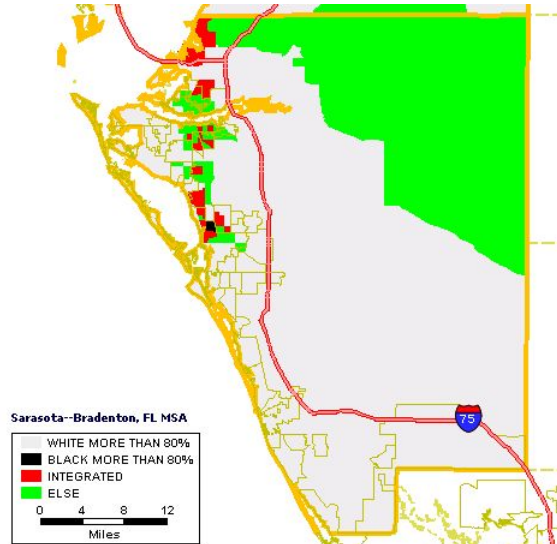 75
Sarasota--Bradenton, FL MSA
WHITE MORE THAN 80%
BLACK MORE THAN 80%
INTEGRATED
ELSE
0 4 8 12
Miles